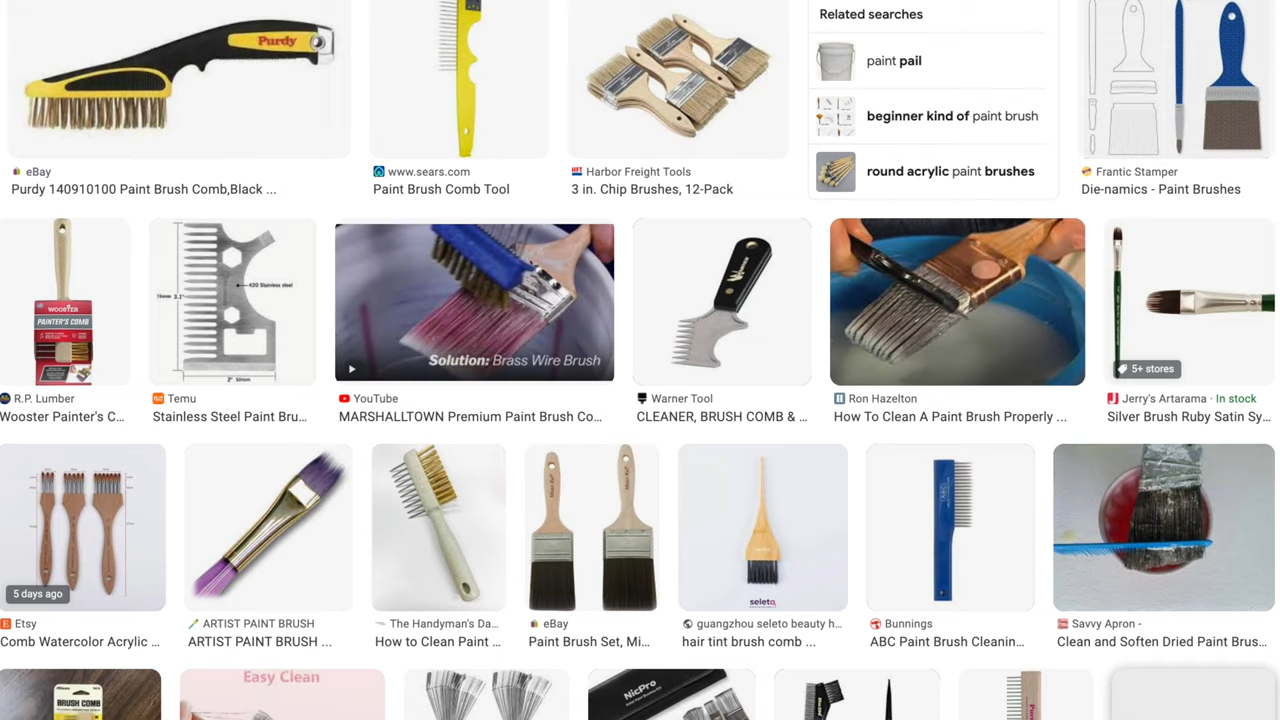 Purdy
Related searches
paint pail
beginner kind of paint brush
round acrylic paint brushes
eBay
Purdy 140910100 Paint Brush Comb,Black ...
www.sears.com
Paint Brush Comb Tool
Harbor Freight Tools
3 in. Chip Brushes, 12-Pack
Frantic Stamper
Die-namics - Paint Brushes
WOOSTER
PAINTER'S COMB
420 Stainless steel
3.1"
2" 50mm
Solution: Brass Wire Brush
5+ stores
R.P. Lumber
Wooster Painter's C...
Temu
Stainless Steel Paint Bru...
YouTube
MARSHALLTOWN Premium Paint Brush Co...
Warner Tool
CLEANER, BRUSH COMB & ...
Ron Hazelton
How To Clean A Paint Brush Properly ...
Jerry's Artarama · In stock
Silver Brush Ruby Satin Sy...
5 days ago
seleto
Etsy
Comb Watercolor Acrylic ...
ARTIST PAINT BRUSH
ARTIST PAINT BRUSH ...
The Handyman's Da...
How to Clean Paint ...
eBay
Paint Brush Set, Mi...
guangzhou seleto beauty h...
hair tint brush comb ...
Bunnings
ABC Paint Brush Cleanin...
Savvy Apron -
Clean and Soften Dried Paint Brus...
BRUSH COMB
Easy Clean
NicPro